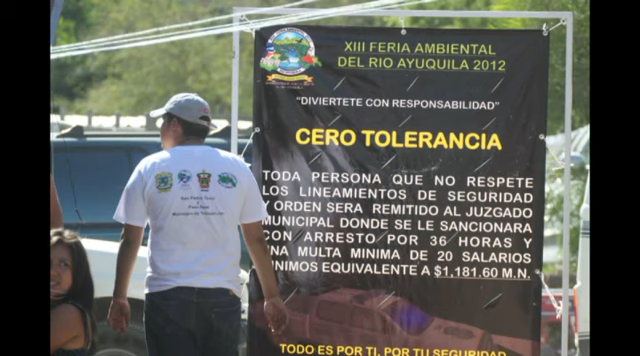 XIII FERIA AMBIENTAL
DEL RIO AYUQUILA 2012
“DIVIERTETE CON RESPONSABILIDAD”
CERO TOLERANCIA
TODA PERSONA QUE NO RESPETE
LOS LINEAMIENTOS DE SEGURIDAD
Y ORDEN SERA REMITIDO AL JUZGADO
MUNICIPAL DONDE SE LE SANCIONARA
CON ARRESTO POR 36 HORAS Y
UNA MULTA MINIMA DE 20 SALARIOS
MINIMOS EQUIVALENTE A $1,181.60 M.N.
TODO ES POR TI, POR TU SEGURIDAD